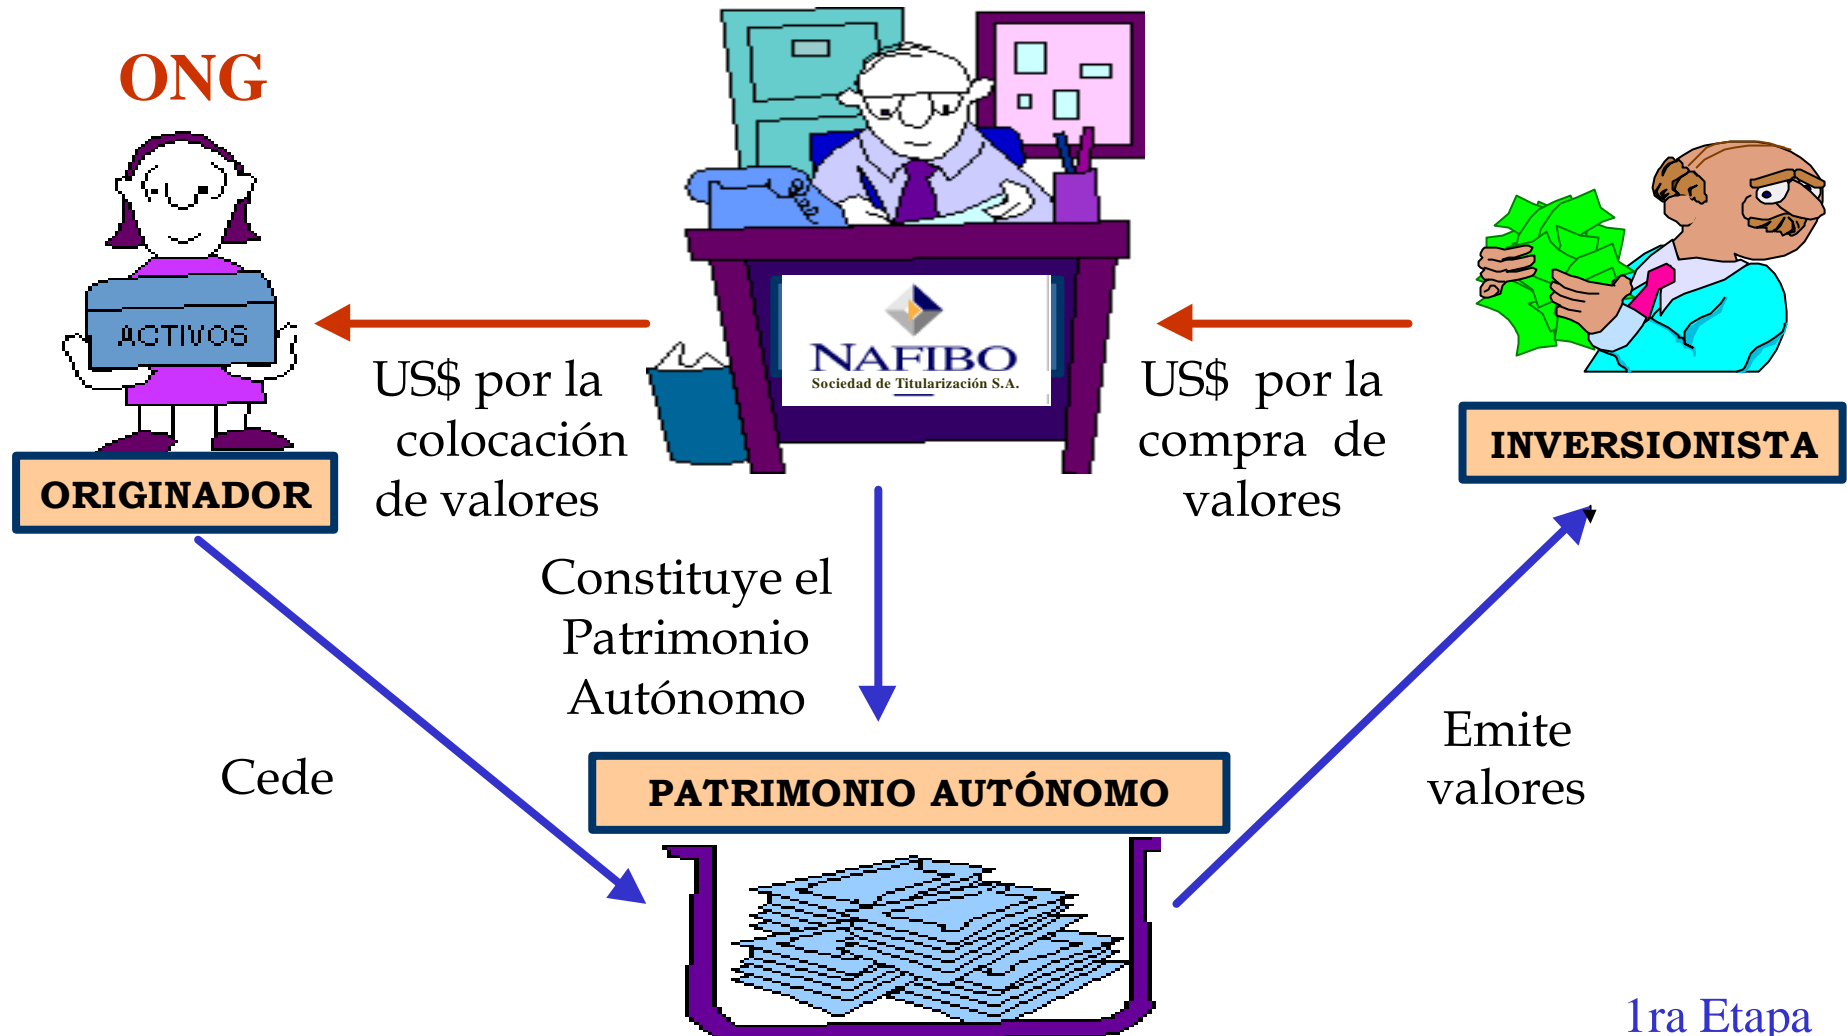 ONG
ACTIVOS
ORIGINADOR
US$ por la
colocación
de valores
NAFIBO
Sociedad de Titularización S.A.
US$ por la
compra de
valores
INVERSIONISTA
Constituye el
Patrimonio
Autónomo
Cede
Emite
valores
PATRIMONIO AUTÓNOMO
1ra Etapa